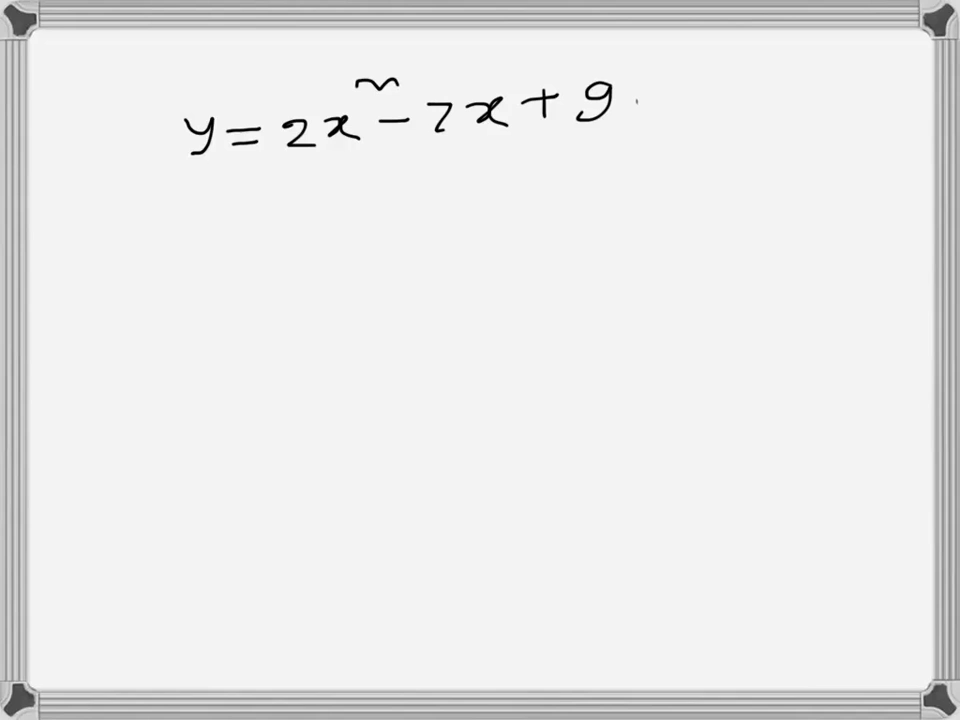 y = 2x² - 7x + 9